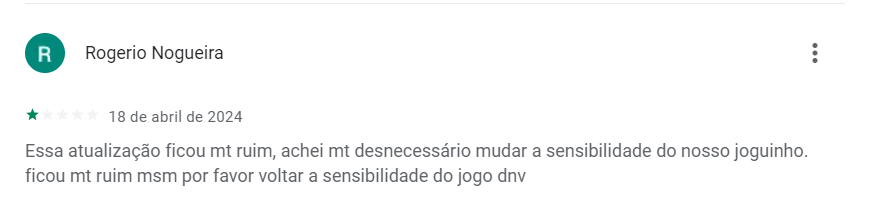 R
Rogerio Nogueira
18 de abril de 2024
Essa atualização ficou mt ruim, achei mt desnecessário mudar a sensibilidade do nosso joguinho.
ficou mt ruim msm por favor voltar a sensibilidade do jogo dnv